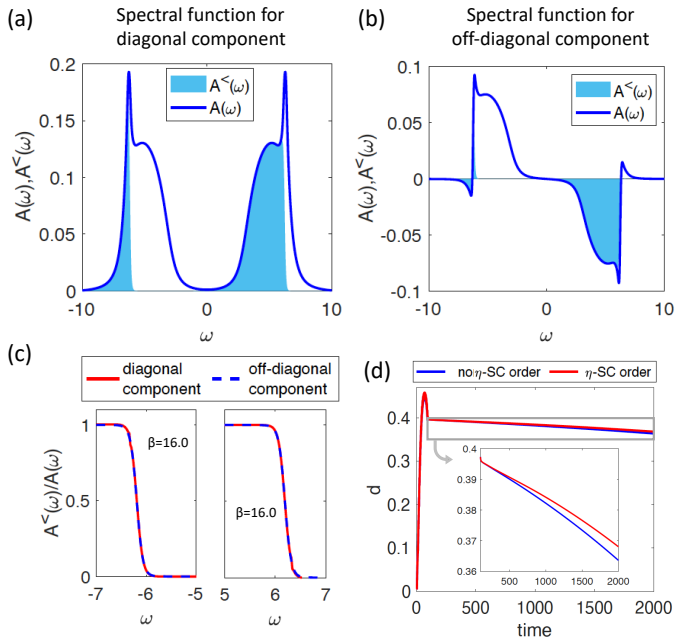 (a)
Spectral function for
diagonal component
0.2
0.15
0.1
0.05
0
A(ω),A<(ω)
A<(ω)
A(ω)
-10
0
10
ω
(b)
Spectral function for
off-diagonal component
0.1
0.05
0
-0.05
-0.1
A(ω),A<(ω)
A<(ω)
A(ω)
-10
0
10
ω
(c)
diagonal
component
off-diagonal
component
1
0.5
0
A<(ω)/A(ω)
β=16.0
-7
-6
-5
ω
β=16.0
5
6
7
ω
(d)
no η-SC order
η-SC order
0.4
0.3
0.2
0.1
0
d
0.4
0.39
0.38
0.37
0.36
500
1000
1500
2000
0
500
1000
1500
2000
time